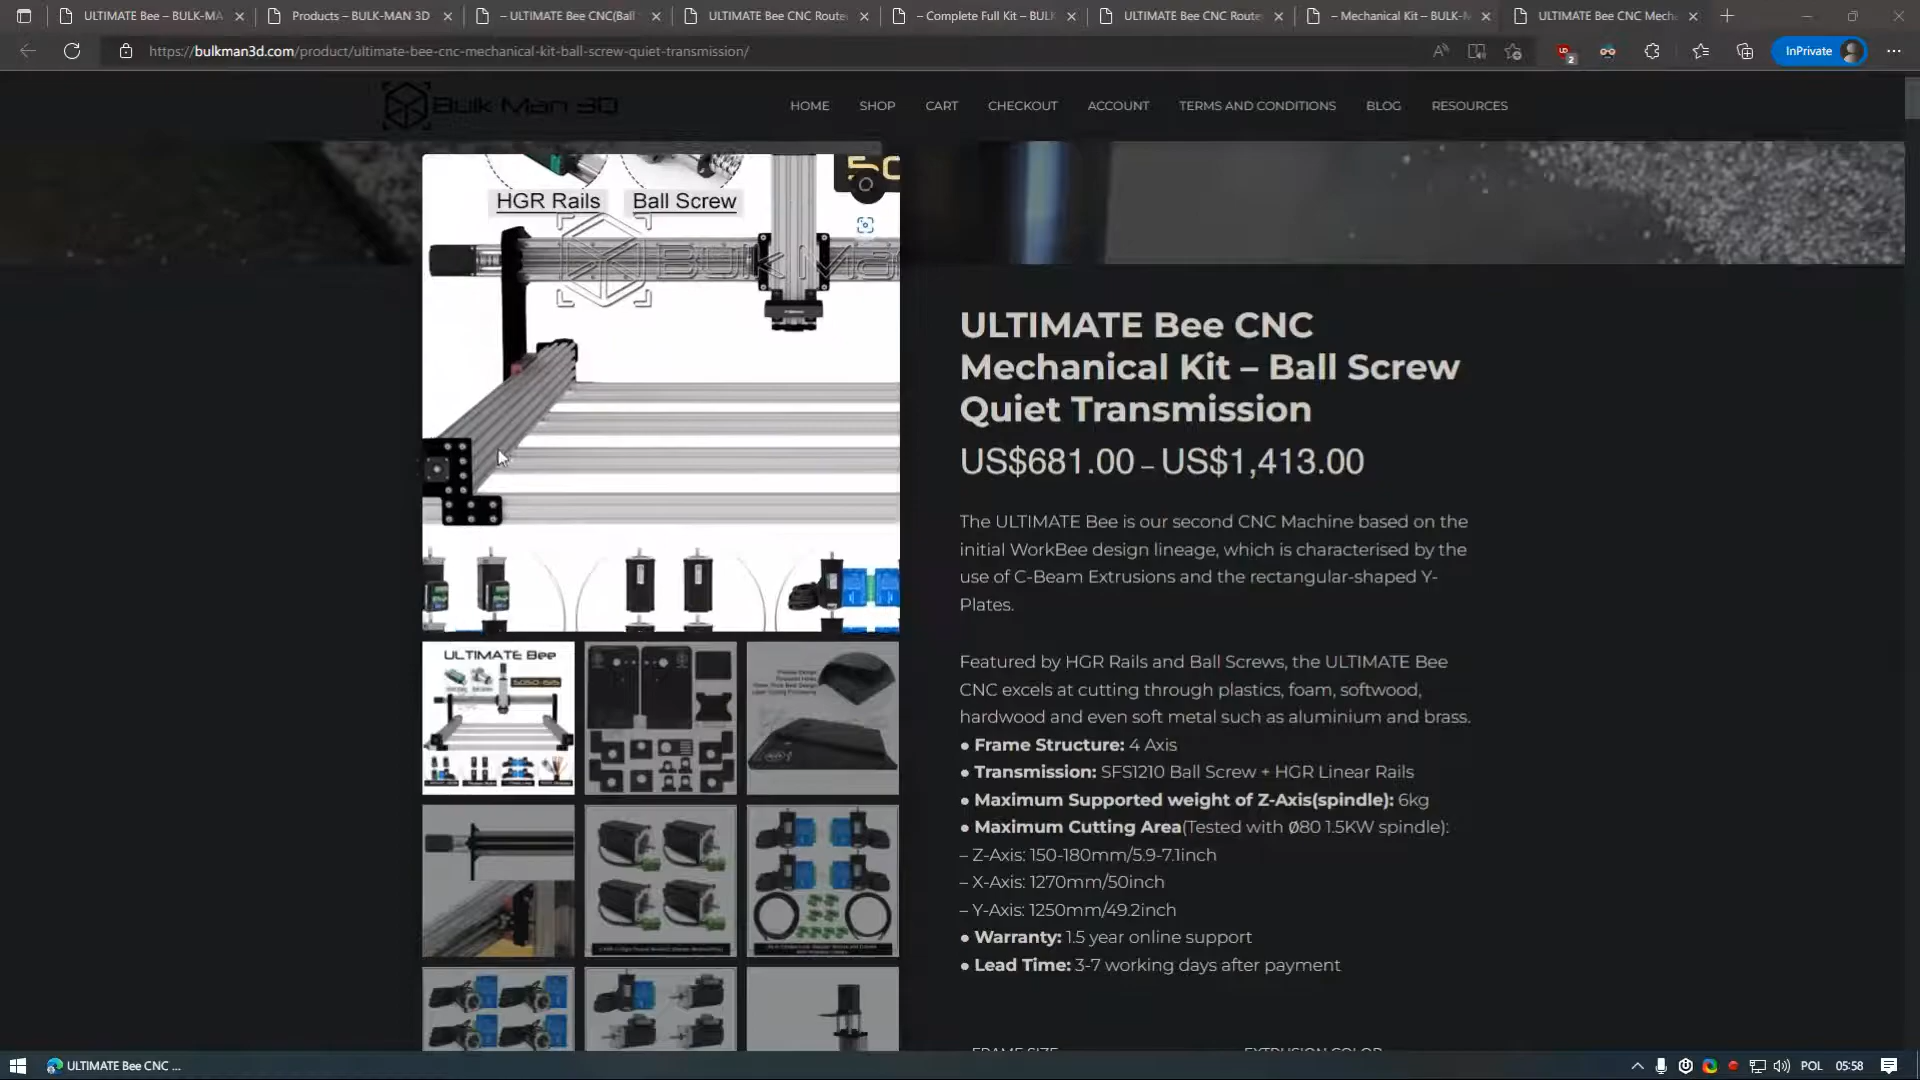 ULTIMATE Bee – BULK-MA
Products – BULK-MAN 3D
– ULTIMATE Bee CNC(Ball
ULTIMATE Bee CNC Route
– Complete Full Kit – BULK
ULTIMATE Bee CNC Route
– Mechanical Kit – BULK-M
ULTIMATE Bee CNC Mech
https://bulkman3d.com/product/ultimate-bee-cnc-mechanical-kit-ball-screw-quiet-transmission/
2
InPrivate
Bulk Man 3D
HOME
SHOP
CART
CHECKOUT
ACCOUNT
TERMS AND CONDITIONS
BLOG
RESOURCES
HGR Rails
Ball Screw
Bulk Ma
ULTIMATE Bee CNC
Mechanical Kit – Ball Screw
Quiet Transmission
US$681.00 – US$1,413.00
The ULTIMATE Bee is our second CNC Machine based on the
initial WorkBee design lineage, which is characterised by the
use of C-Beam Extrusions and the rectangular-shaped Y-
Plates.
Featured by HGR Rails and Ball Screws, the ULTIMATE Bee
CNC excels at cutting through plastics, foam, softwood,
hardwood and even soft metal such as aluminium and brass.
● Frame Structure: 4 Axis
● Transmission: SFS1210 Ball Screw + HGR Linear Rails
● Maximum Supported weight of Z-Axis(spindle): 6kg
● Maximum Cutting Area(Tested with Ø80 1.5KW spindle):
– Z-Axis: 150-180mm/5.9-7.1inch
– X-Axis: 1270mm/50inch
– Y-Axis: 1250mm/49.2inch
● Warranty: 1.5 year online support
● Lead Time: 3-7 working days after payment
FRAME SIZE
EXTRUSION COLOR
ULTIMATE Bee
ULTIMATE Bee CNC ...
POL
05:58